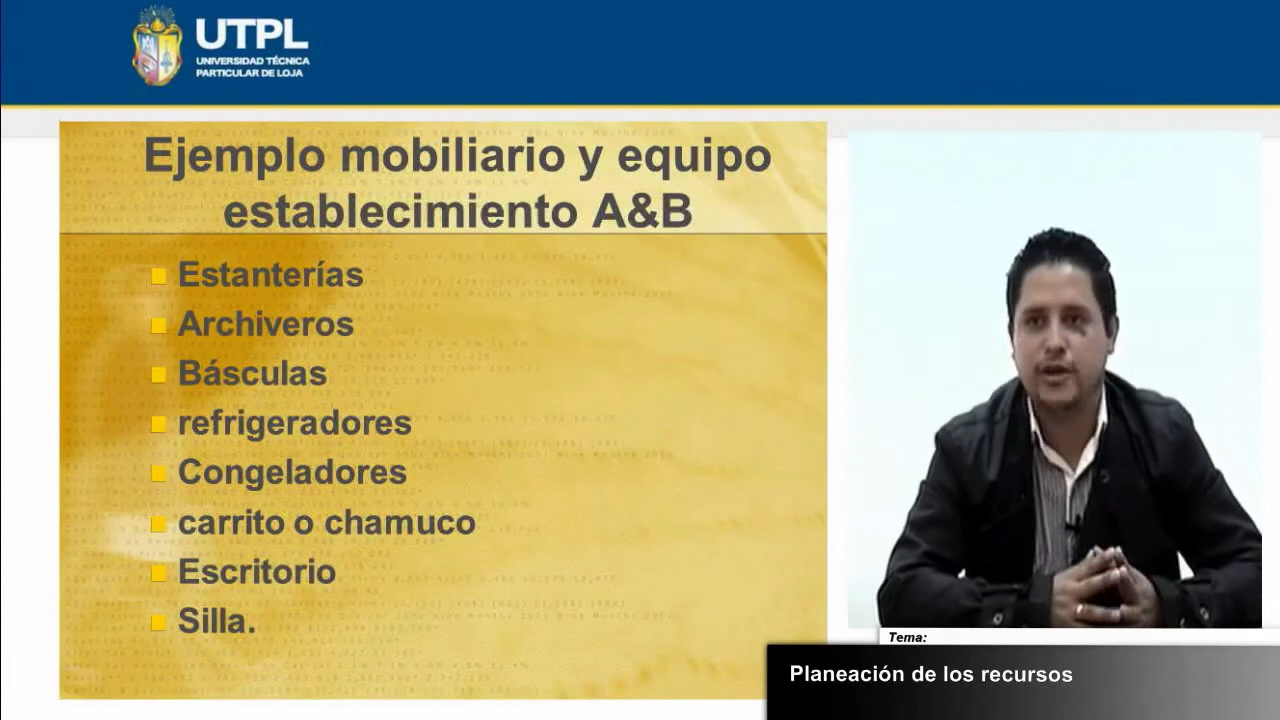 UTPL
UNIVERSIDAD TÉCNICA
PARTICULAR DE LOJA
Ejemplo mobiliario y equipo
establecimiento A&B
Estanterías
Archiveros
Básculas
refrigeradores
Congeladores
carrito o chamuco
Escritorio
Silla.
Tema:
Planeación de los recursos